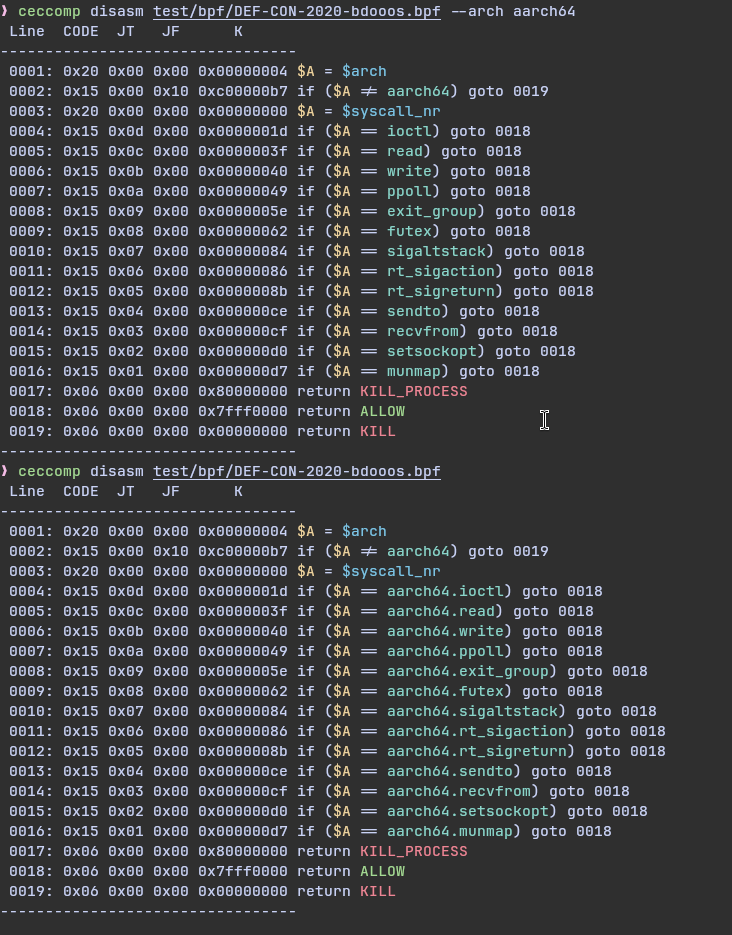 ❱ ceccomp disasm test/bpf/DEF-CON-2020-bdooos.bpf --arch aarch64
 Line  CODE  JT   JF      K
---------------------------------
 0001: 0x20 0x00 0x00 0x00000004 $A = $arch
 0002: 0x15 0x00 0x10 0xc00000b7 if ($A != aarch64) goto 0019
 0003: 0x20 0x00 0x00 0x00000000 $A = $syscall_nr
 0004: 0x15 0x0d 0x00 0x0000001d if ($A == ioctl) goto 0018
 0005: 0x15 0x0c 0x00 0x0000003f if ($A == read) goto 0018
 0006: 0x15 0x0b 0x00 0x00000040 if ($A == write) goto 0018
 0007: 0x15 0x0a 0x00 0x00000049 if ($A == ppoll) goto 0018
 0008: 0x15 0x09 0x00 0x0000005e if ($A == exit_group) goto 0018
 0009: 0x15 0x08 0x00 0x00000062 if ($A == futex) goto 0018
 0010: 0x15 0x07 0x00 0x00000084 if ($A == sigaltstack) goto 0018
 0011: 0x15 0x06 0x00 0x00000086 if ($A == rt_sigaction) goto 0018
 0012: 0x15 0x05 0x00 0x0000008b if ($A == rt_sigreturn) goto 0018
 0013: 0x15 0x04 0x00 0x000000ce if ($A == sendto) goto 0018
 0014: 0x15 0x03 0x00 0x000000cf if ($A == recvfrom) goto 0018
 0015: 0x15 0x02 0x00 0x000000d0 if ($A == setsockopt) goto 0018
 0016: 0x15 0x01 0x00 0x000000d7 if ($A == munmap) goto 0018
 0017: 0x06 0x00 0x00 0x80000000 return KILL_PROCESS
 0018: 0x06 0x00 0x00 0x7fff0000 return ALLOW
 0019: 0x06 0x00 0x00 0x00000000 return KILL
---------------------------------
❱ ceccomp disasm test/bpf/DEF-CON-2020-bdooos.bpf
 Line  CODE  JT   JF      K
---------------------------------
 0001: 0x20 0x00 0x00 0x00000004 $A = $arch
 0002: 0x15 0x00 0x10 0xc00000b7 if ($A != aarch64) goto 0019
 0003: 0x20 0x00 0x00 0x00000000 $A = $syscall_nr
 0004: 0x15 0x0d 0x00 0x0000001d if ($A == aarch64.ioctl) goto 0018
 0005: 0x15 0x0c 0x00 0x0000003f if ($A == aarch64.read) goto 0018
 0006: 0x15 0x0b 0x00 0x00000040 if ($A == aarch64.write) goto 0018
 0007: 0x15 0x0a 0x00 0x00000049 if ($A == aarch64.ppoll) goto 0018
 0008: 0x15 0x09 0x00 0x0000005e if ($A == aarch64.exit_group) goto 0018
 0009: 0x15 0x08 0x00 0x00000062 if ($A == aarch64.futex) goto 0018
 0010: 0x15 0x07 0x00 0x00000084 if ($A == aarch64.sigaltstack) goto 0018
 0011: 0x15 0x06 0x00 0x00000086 if ($A == aarch64.rt_sigaction) goto 0018
 0012: 0x15 0x05 0x00 0x0000008b if ($A == aarch64.rt_sigreturn) goto 0018
 0013: 0x15 0x04 0x00 0x000000ce if ($A == aarch64.sendto) goto 0018
 0014: 0x15 0x03 0x00 0x000000cf if ($A == aarch64.recvfrom) goto 0018
 0015: 0x15 0x02 0x00 0x000000d0 if ($A == aarch64.setsockopt) goto 0018
 0016: 0x15 0x01 0x00 0x000000d7 if ($A == aarch64.munmap) goto 0018
 0017: 0x06 0x00 0x00 0x80000000 return KILL_PROCESS
 0018: 0x06 0x00 0x00 0x7fff0000 return ALLOW
 0019: 0x06 0x00 0x00 0x00000000 return KILL
---------------------------------